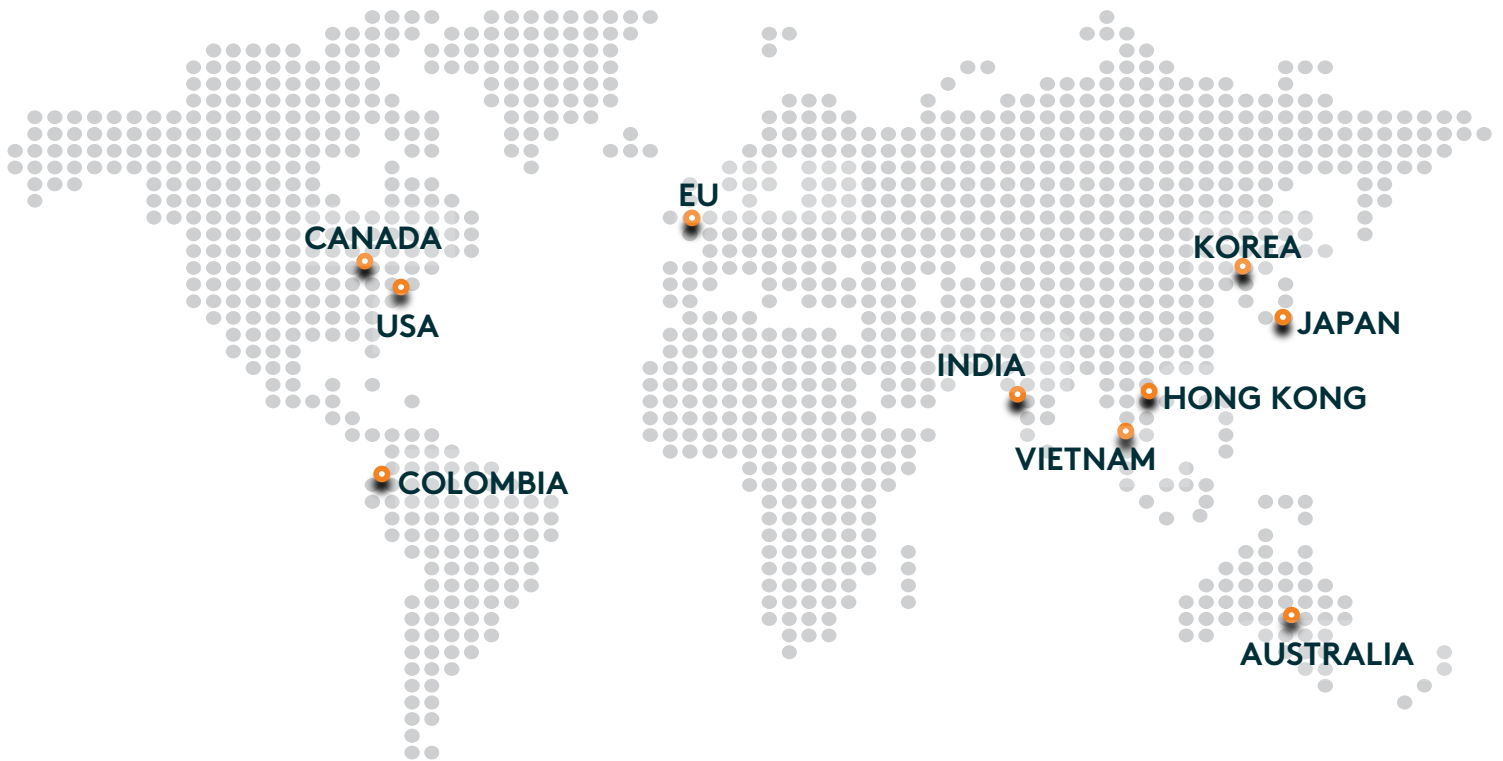 EU
CANADA
KOREA
USA
JAPAN
INDIA
HONG KONG
VIETNAM
COLOMBIA
AUSTRALIA